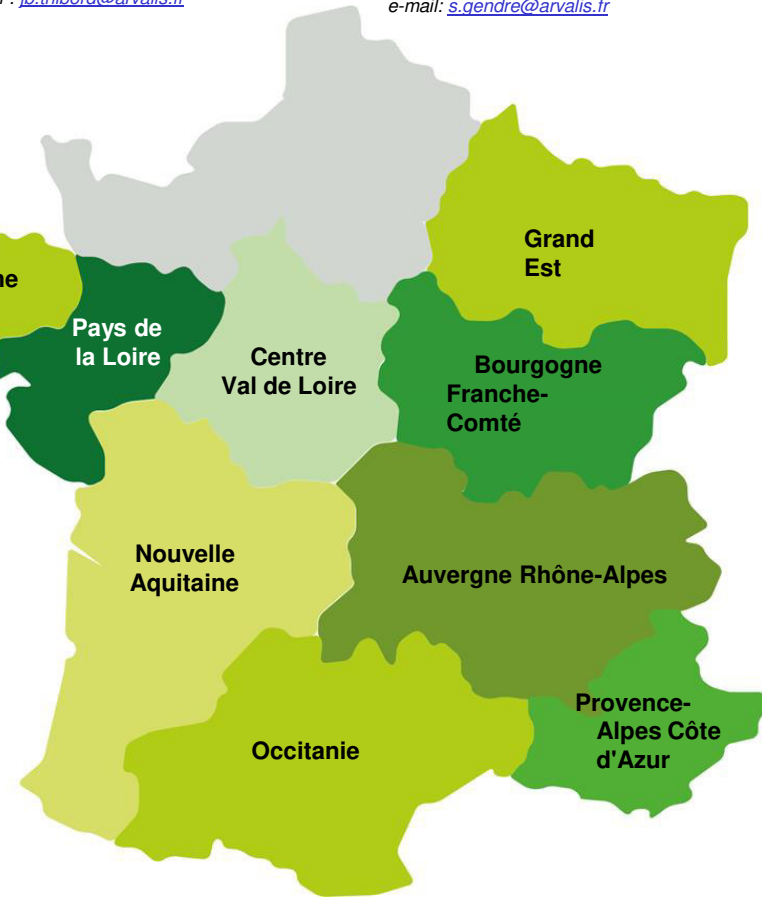 e-mail: s.gendre@arvalis.fr
Grand
Est
Pays de
la Loire
Centre
Val de Loire
Bourgogne
Franche-
Comté
Nouvelle
Aquitaine
Auvergne Rhône-Alpes
Provence-
Alpes Côte
d'Azur
Occitanie